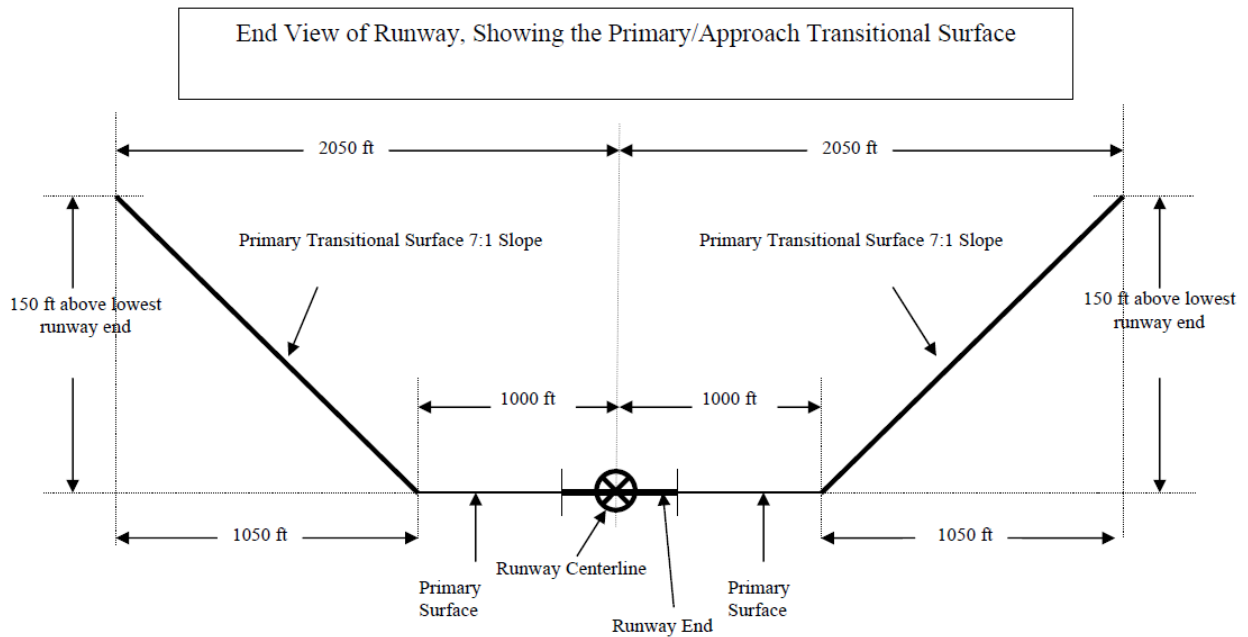 End View of Runway, Showing the Primary/Approach Transitional Surface
2050 ft
2050 ft
Primary Transitional Surface 7:1 Slope
Primary Transitional Surface 7:1 Slope
150 ft above lowest
runway end
150 ft above lowest
runway end
1000 ft
1000 ft
1050 ft
1050 ft
Runway Centerline
Primary
Surface
Primary
Surface
Runway End